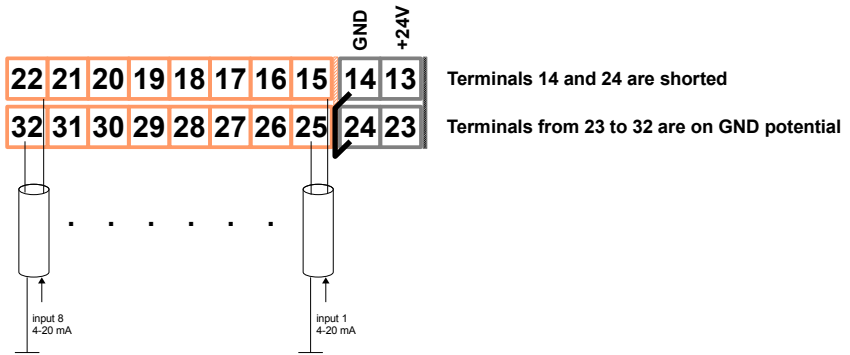 GND +24V
22 21 20 19 18 17 16 15 14 13 Terminals 14 and 24 are shorted
32 31 30 29 28 27 26 25 24 23 Terminals from 23 to 32 are on GND potential
. . . . . .
input 8 input 1
4-20 mA 4-20 mA